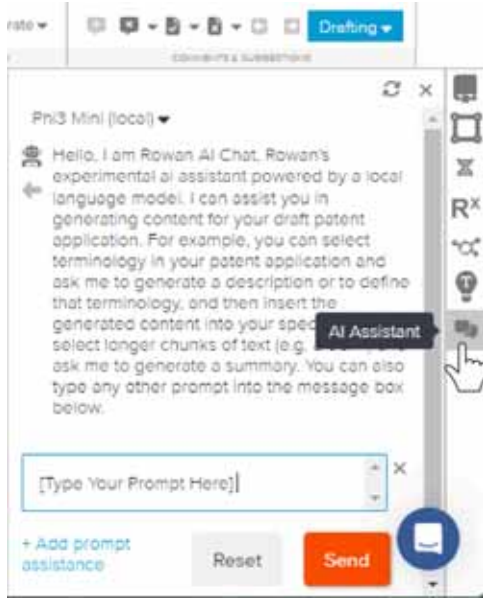 rate
Drafting
COMMENTS & SUGGESTIONS
Phi3 Mini (local)
Hello, I am Rowan AI Chat, Rowan's
experimental ai assistant powered by a local
language model. I can assist you in
generating content for your draft patent
application. For example, you can select
terminology in your patent application and
ask me to generate a description or to define
that terminology, and then insert the
generated content into your spec
select longer chunks of text (e.g.
ask me to generate a summary. You can also
type any other prompt into the message box
below.
Rx
AI Assistant
[Type Your Prompt Here]
+ Add prompt
assistance
Reset
Send